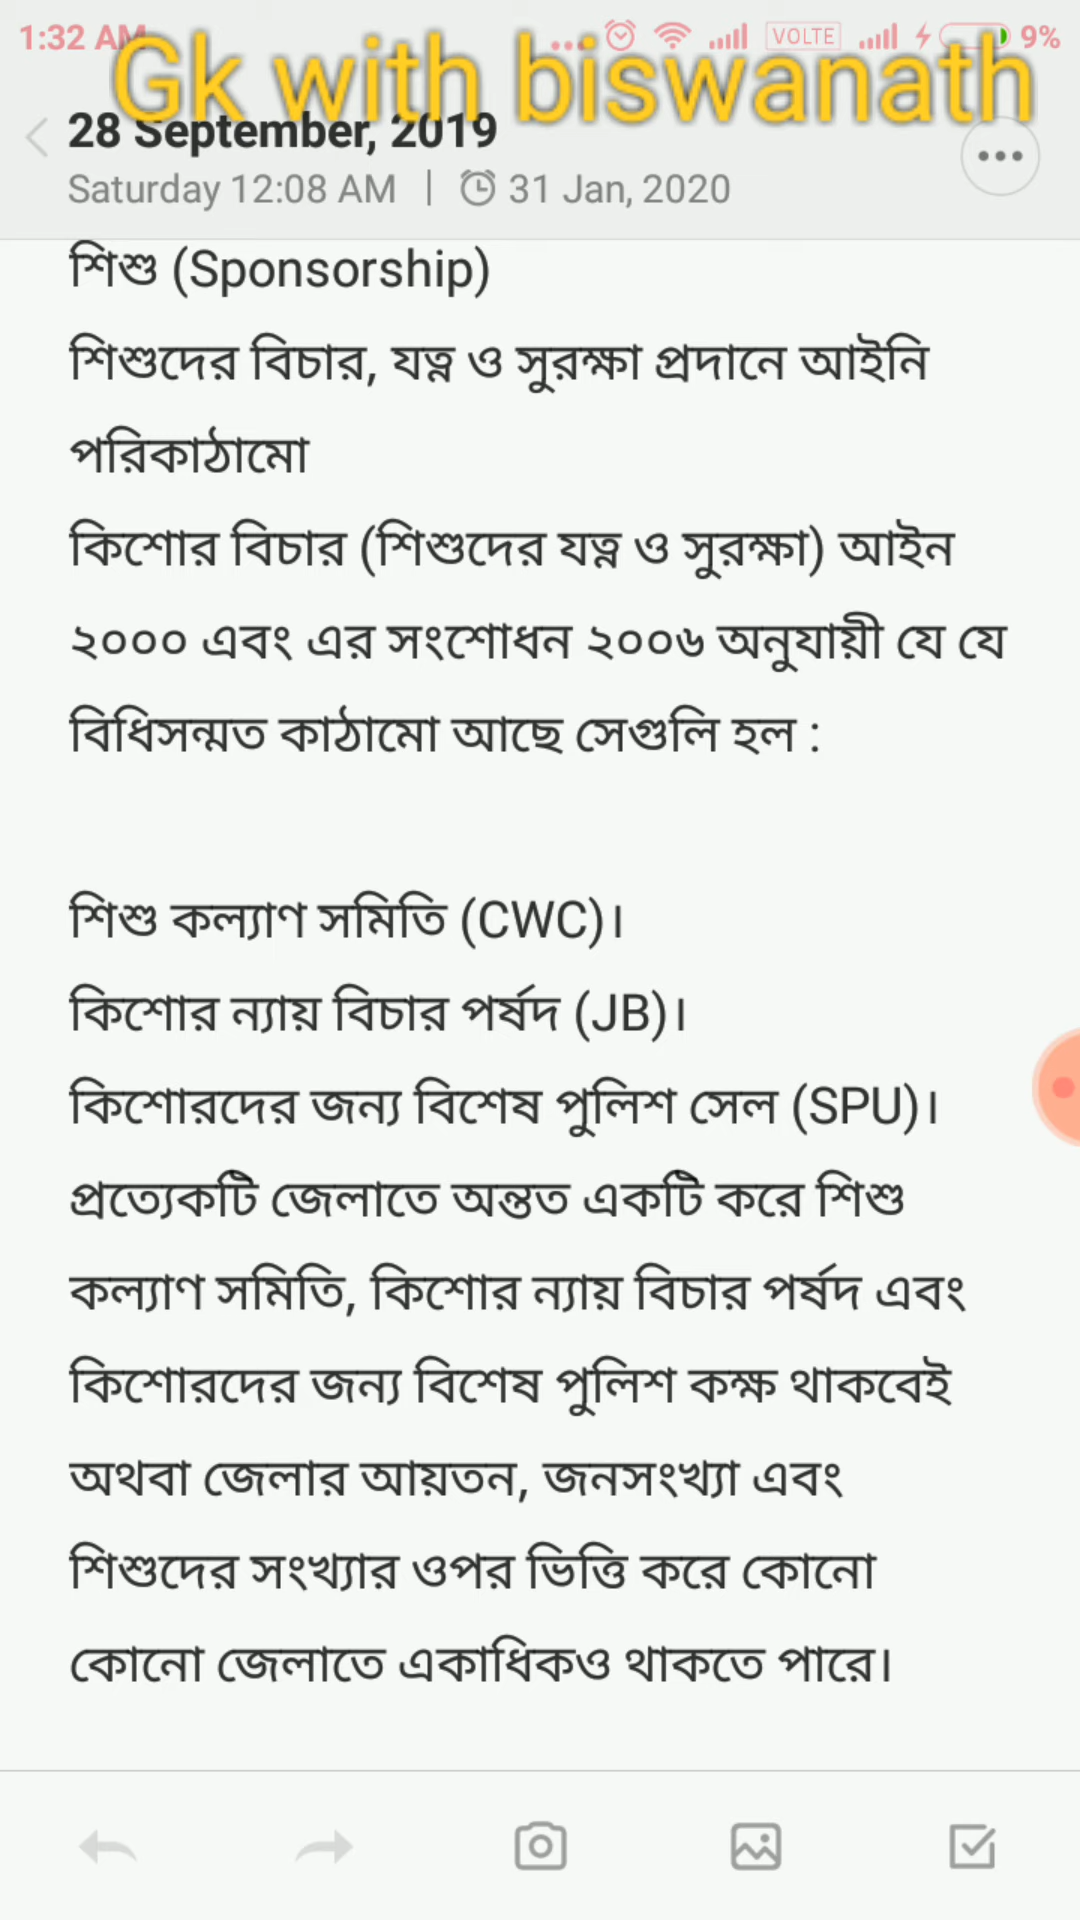 1:32 AM
VOLTE
9%
Gk with biswanath
28 September, 2019
Saturday 12:08 AM | 31 Jan, 2020
শিশু (Sponsorship)
শিশুদের বিচার, যত্ন ও সুরক্ষা প্রদানে আইনি
পরিকাঠামো
কিশোর বিচার (শিশুদের যত্ন ও সুরক্ষা) আইন
২০০০ এবং এর সংশোধন ২০০৬ অনুযায়ী যে যে
বিধিসন্মত কাঠামো আছে সেগুলি হল :
শিশু কল্যাণ সমিতি (CWC)।
কিশোর ন্যায় বিচার পর্ষদ (JB)।
কিশোরদের জন্য বিশেষ পুলিশ সেল (SPU)।
প্রত্যেকটি জেলাতে অন্তত একটি করে শিশু
কল্যাণ সমিতি, কিশোর ন্যায় বিচার পর্ষদ এবং
কিশোরদের জন্য বিশেষ পুলিশ কক্ষ থাকবেই
অথবা জেলার আয়তন, জনসংখ্যা এবং
শিশুদের সংখ্যার ওপর ভিত্তি করে কোনো
কোনো জেলাতে একাধিকও থাকতে পারে।